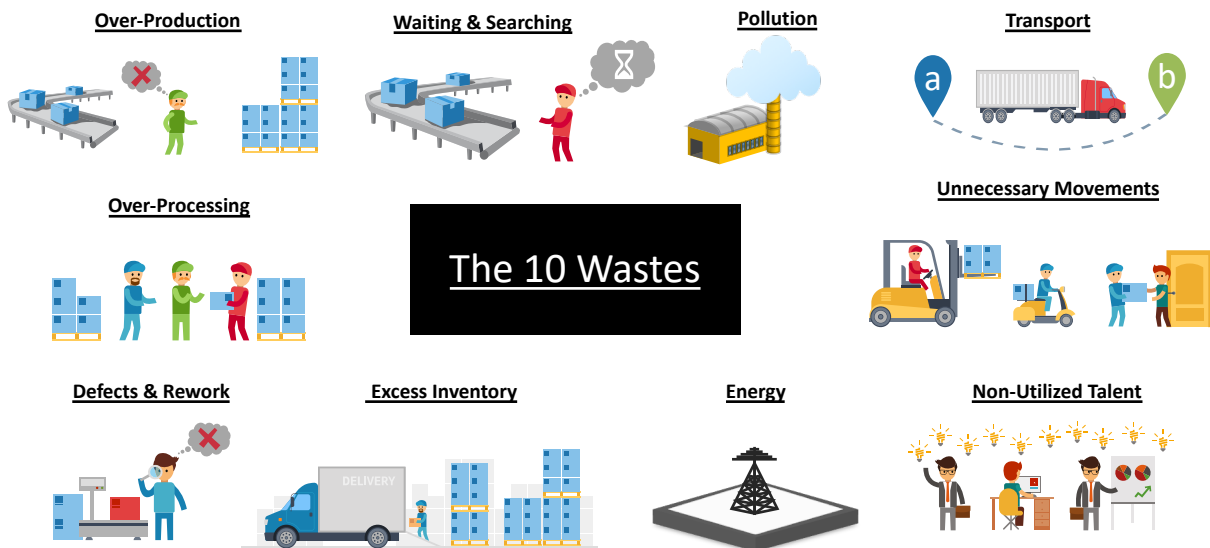 Over-Production
Waiting & Searching
Pollution
Transport
a
b
Over-Processing
The 10 Wastes
Unnecessary Movements
Defects & Rework
Excess Inventory
DELIVERY
Energy
Non-Utilized Talent